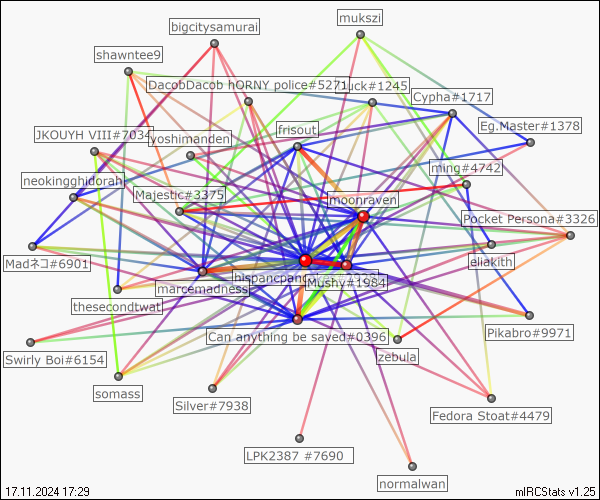 mukszi
bigcitysamurai
shawntee9
DacobDacob hORNY police#5271
uck#1245
Cypha#1717
Eg.Master#1378
JKOUYH VIII#7034
yoshimanden
frisout
ming#4742
neokingghidorah
Majestic#3375
moonraven
Pocket Persona#3326
Madネコ#6901
marcemadness
hispancpan
Mushy#1984
aliakith
thesecondtwat
Can anything be saved#0396
Pikabro#9971
Swirly Boi#6154
zebula
somass
Silver#7938
Fedora Stoat#4479
LPK2387 #7690
normalwan
17.11.2024 17:29
mIRCStats v1.25